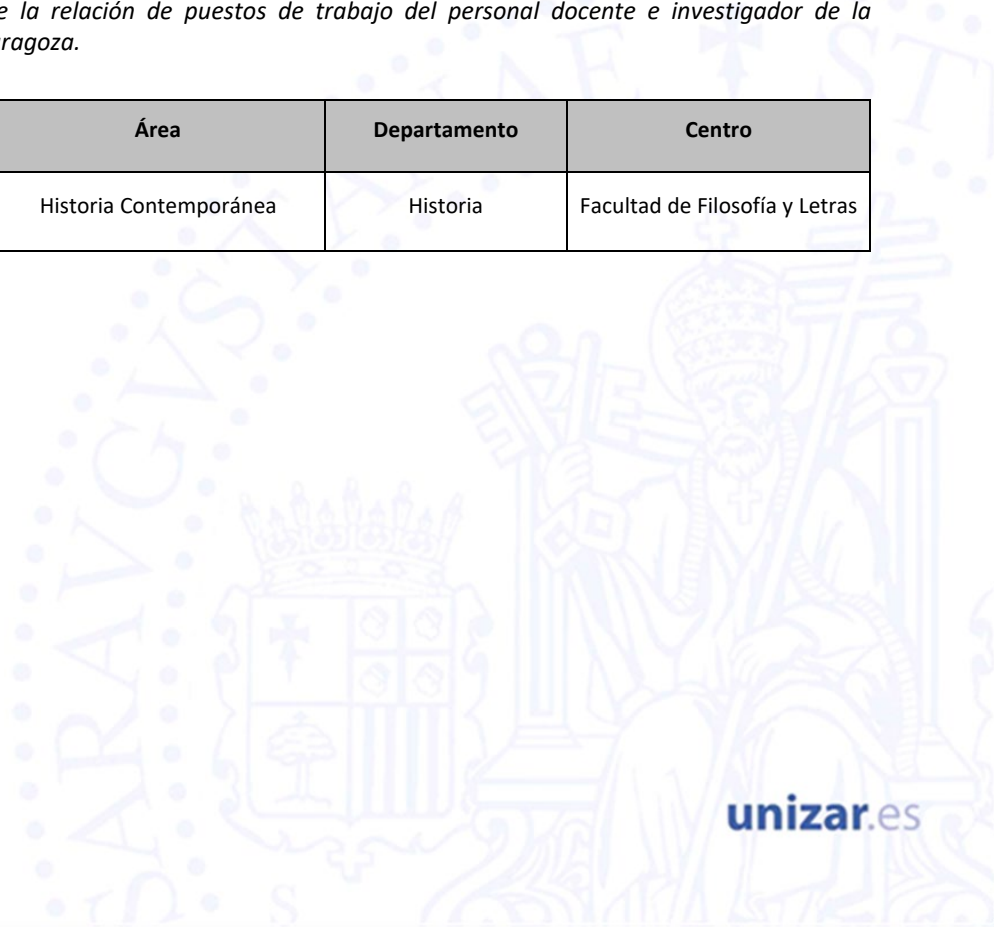 e la relación de puestos de trabajo del personal docente e investigador de la
ragoza.
Área Departamento Centro
Historia Contemporánea Historia Facultad de Filosofía y Letras
unizar.es